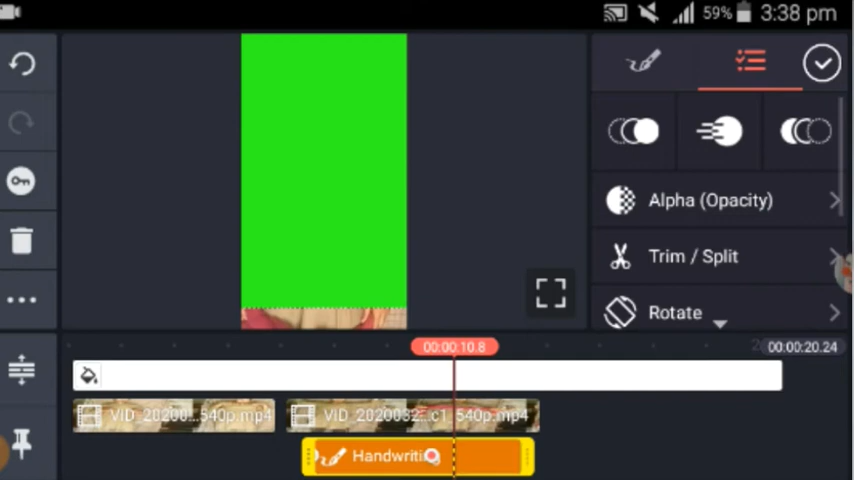 59% 3:38 pm
Alpha (Opacity)
Trim / Split
Rotate
00:00:10.8
00:00:20.24
VID_20200...540p.mp4
VID_2020032..c1_540p.mp4
Handwriting